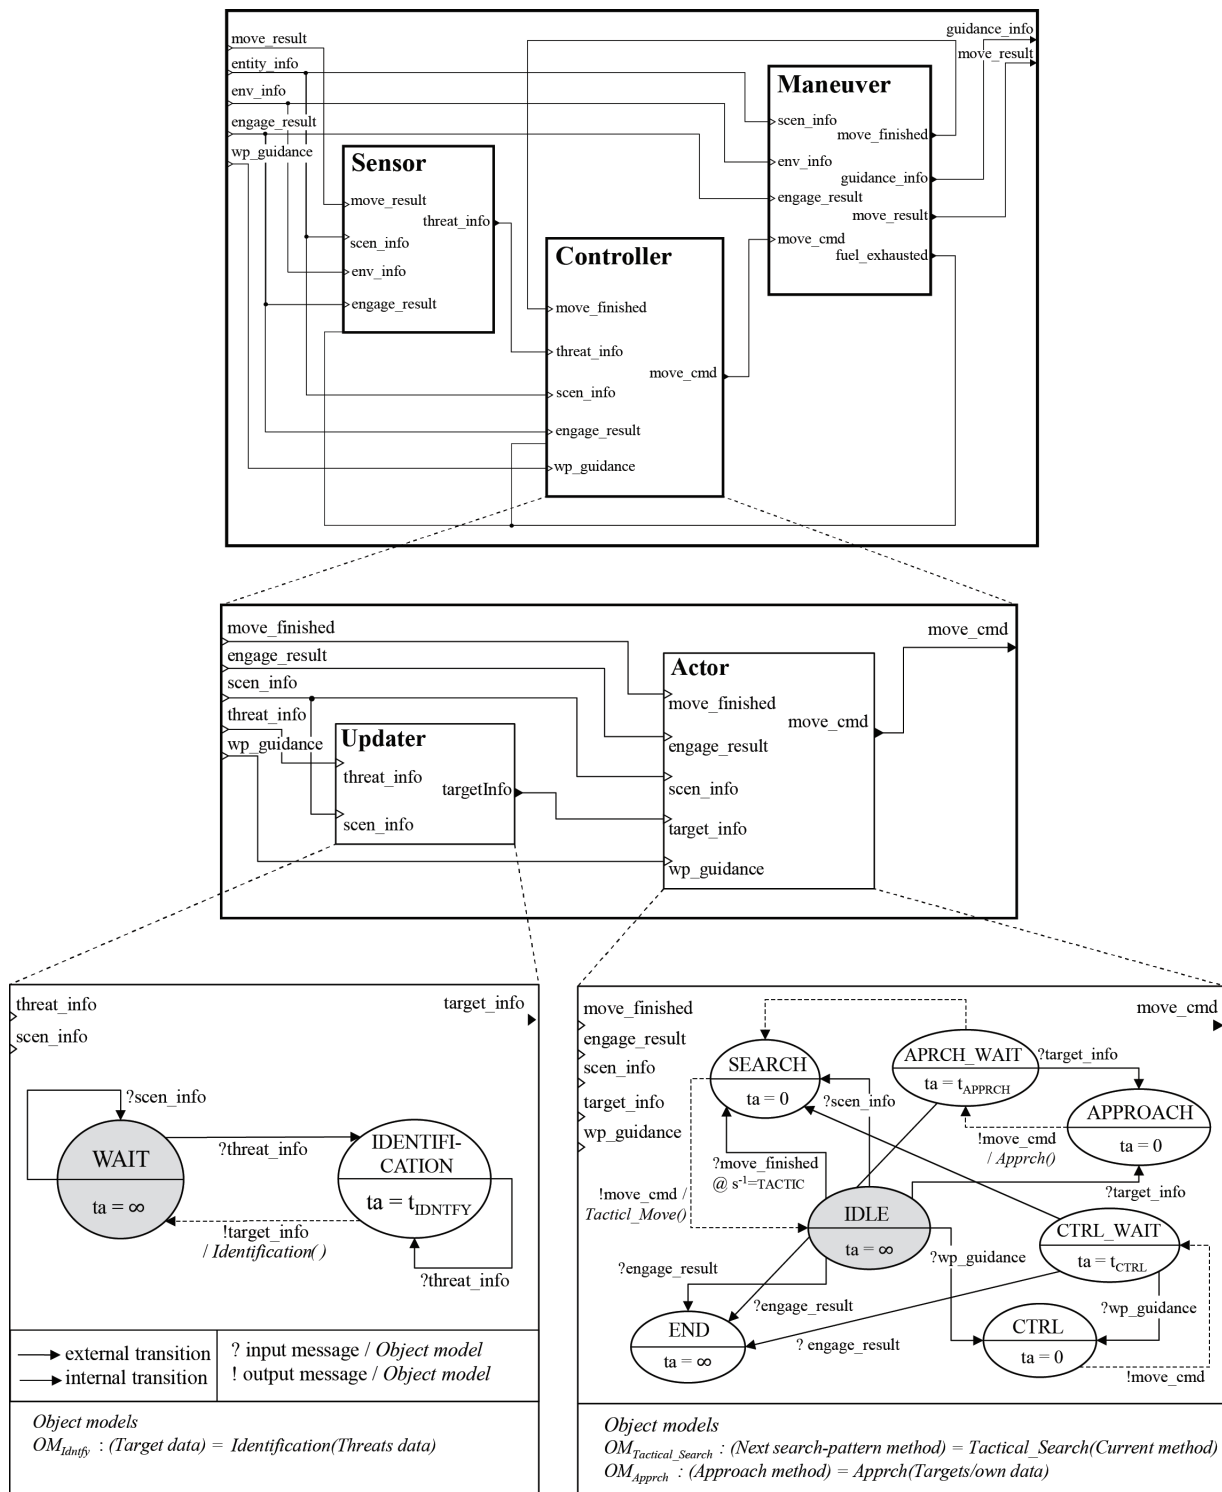 move_result
entity_info
env_info
engage_result
wp_guidance
guidance_info
move_result
Sensor
move_result
scen_info
env_info
engage_result
threat_info
Controller
move_finished
threat_info
scen_info
engage_result
wp_guidance
move_cmd
Maneuver
scen_info
env_info
engage_result
move_cmd
move_finished
guidance_info
move_result
fuel_exhausted
move_finished
engage_result
scen_info
threat_info
wp_guidance
move_cmd
Updater
threat_info
scen_info
targetInfo
Actor
move_finished
engage_result
scen_info
target_info
wp_guidance
move_cmd
threat_info
scen_info
target_info
?scen_info
WAIT
ta = ∞
?threat_info
IDENTIFI-
CATION
ta = tIDNTFY
!target_info
/ Identification( )
?threat_info
external transition
internal transition
? input message / Object model
! output message / Object model
Object models
OMIdntfy : (Target data) = Identification(Threats data)
move_finished
engage_result
scen_info
target_info
wp_guidance
move_cmd
SEARCH
ta = 0
APRCH_WAIT
ta = tAPPRCH
?target_info
APPROACH
ta = 0
?scen_info
!move_cmd
/ Apprch()
?move_finished
@ s-1=TACTIC
?target_info
!move_cmd /
Tacticl_Move()
IDLE
ta = ∞
CTRL_WAIT
ta = tCTRL
?wp_guidance
?engage_result
?engage_result
?wp_guidance
END
ta = ∞
? engage_result
CTRL
ta = 0
!move_cmd
Object models
OMTactical_Search : (Next search-pattern method) = Tactical_Search(Current method)
OMApprch : (Approach method) = Apprch(Targets/own data)